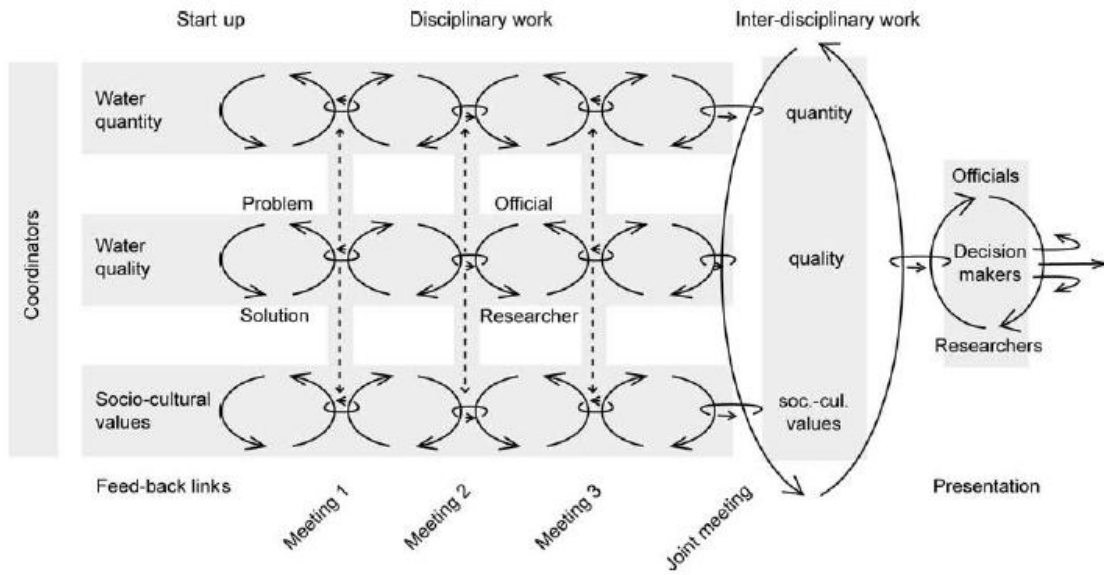 Start up
Disciplinary work
Inter-disciplinary work
Coordinators
Water
quantity
quantity
Problem
Official
Officials
Water
quality
quality
Decision
makers
Solution
Researcher
Researchers
Socio-cultural
values
soc.-cul.
values
Feed-back links
Meeting 1
Meeting 2
Meeting 3
Joint meeting
Presentation